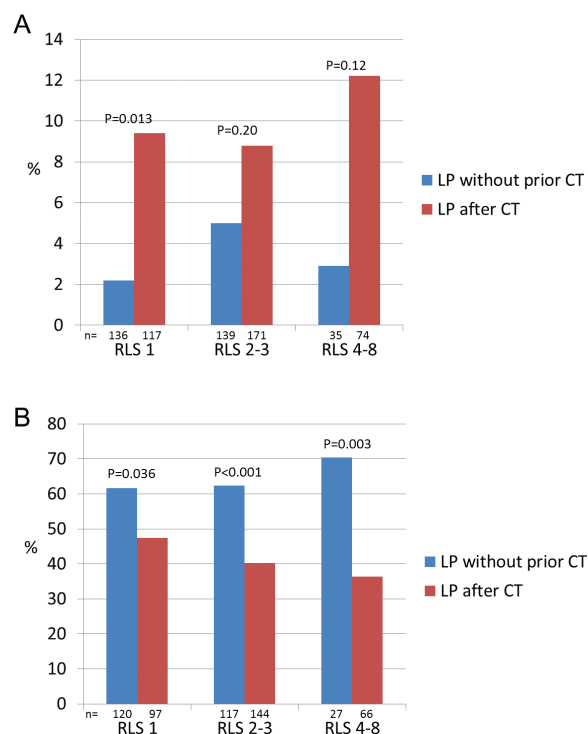 A
14
12
10
8
6
4
2
0
%
P=0.013
P=0.20
P=0.12
LP without prior CT
LP after CT
n= 136 117 139 171 35 74
RLS 1 RLS 2-3 RLS 4-8
B
80
70
60
50
40
30
20
10
0
%
P=0.036
P<0.001
P=0.003
LP without prior CT
LP after CT
n= 120 97 117 144 27 66
RLS 1 RLS 2-3 RLS 4-8